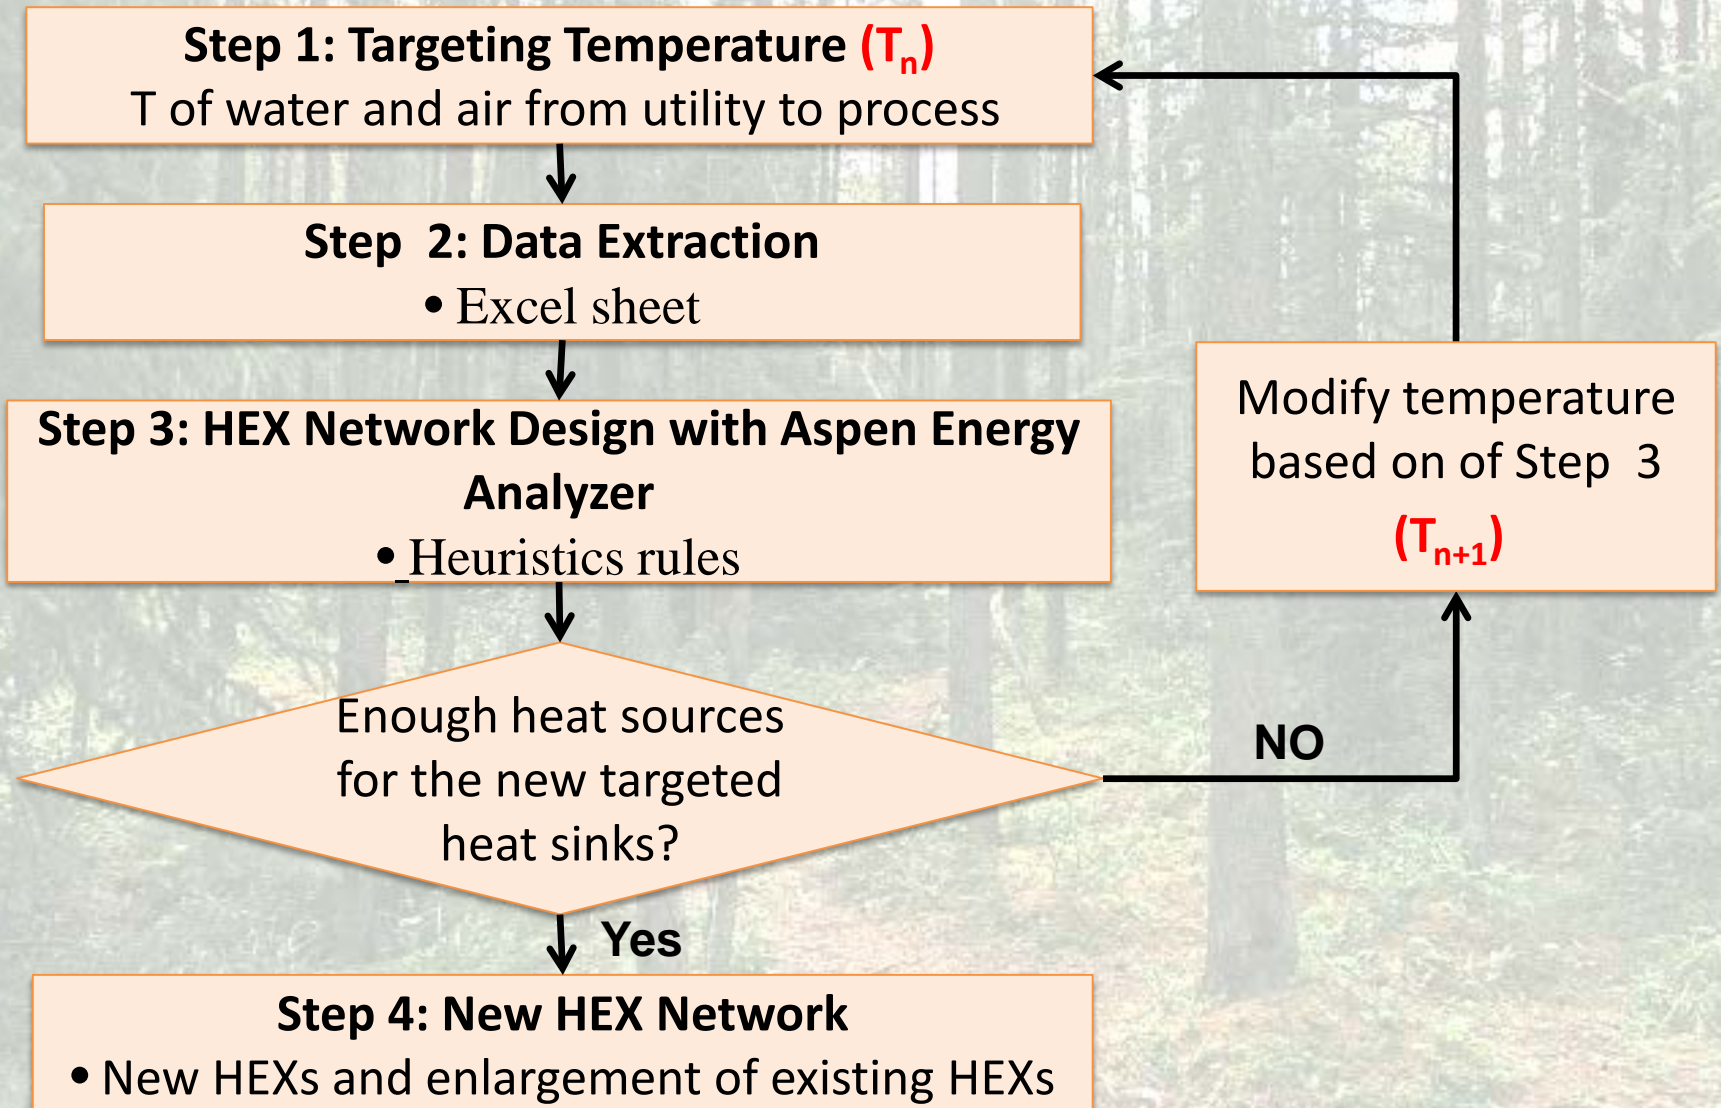 Step 1: Targeting Temperature (Tn)
T of water and air from utility to process
Step 2: Data Extraction
• Excel sheet
Step 3: HEX Network Design with Aspen Energy
Analyzer
• Heuristics rules
Modify temperature
based on of Step 3
(Tn+1)
Enough heat sources
for the new targeted
heat sinks?
NO
Yes
Step 4: New HEX Network
• New HEXs and enlargement of existing HEXs